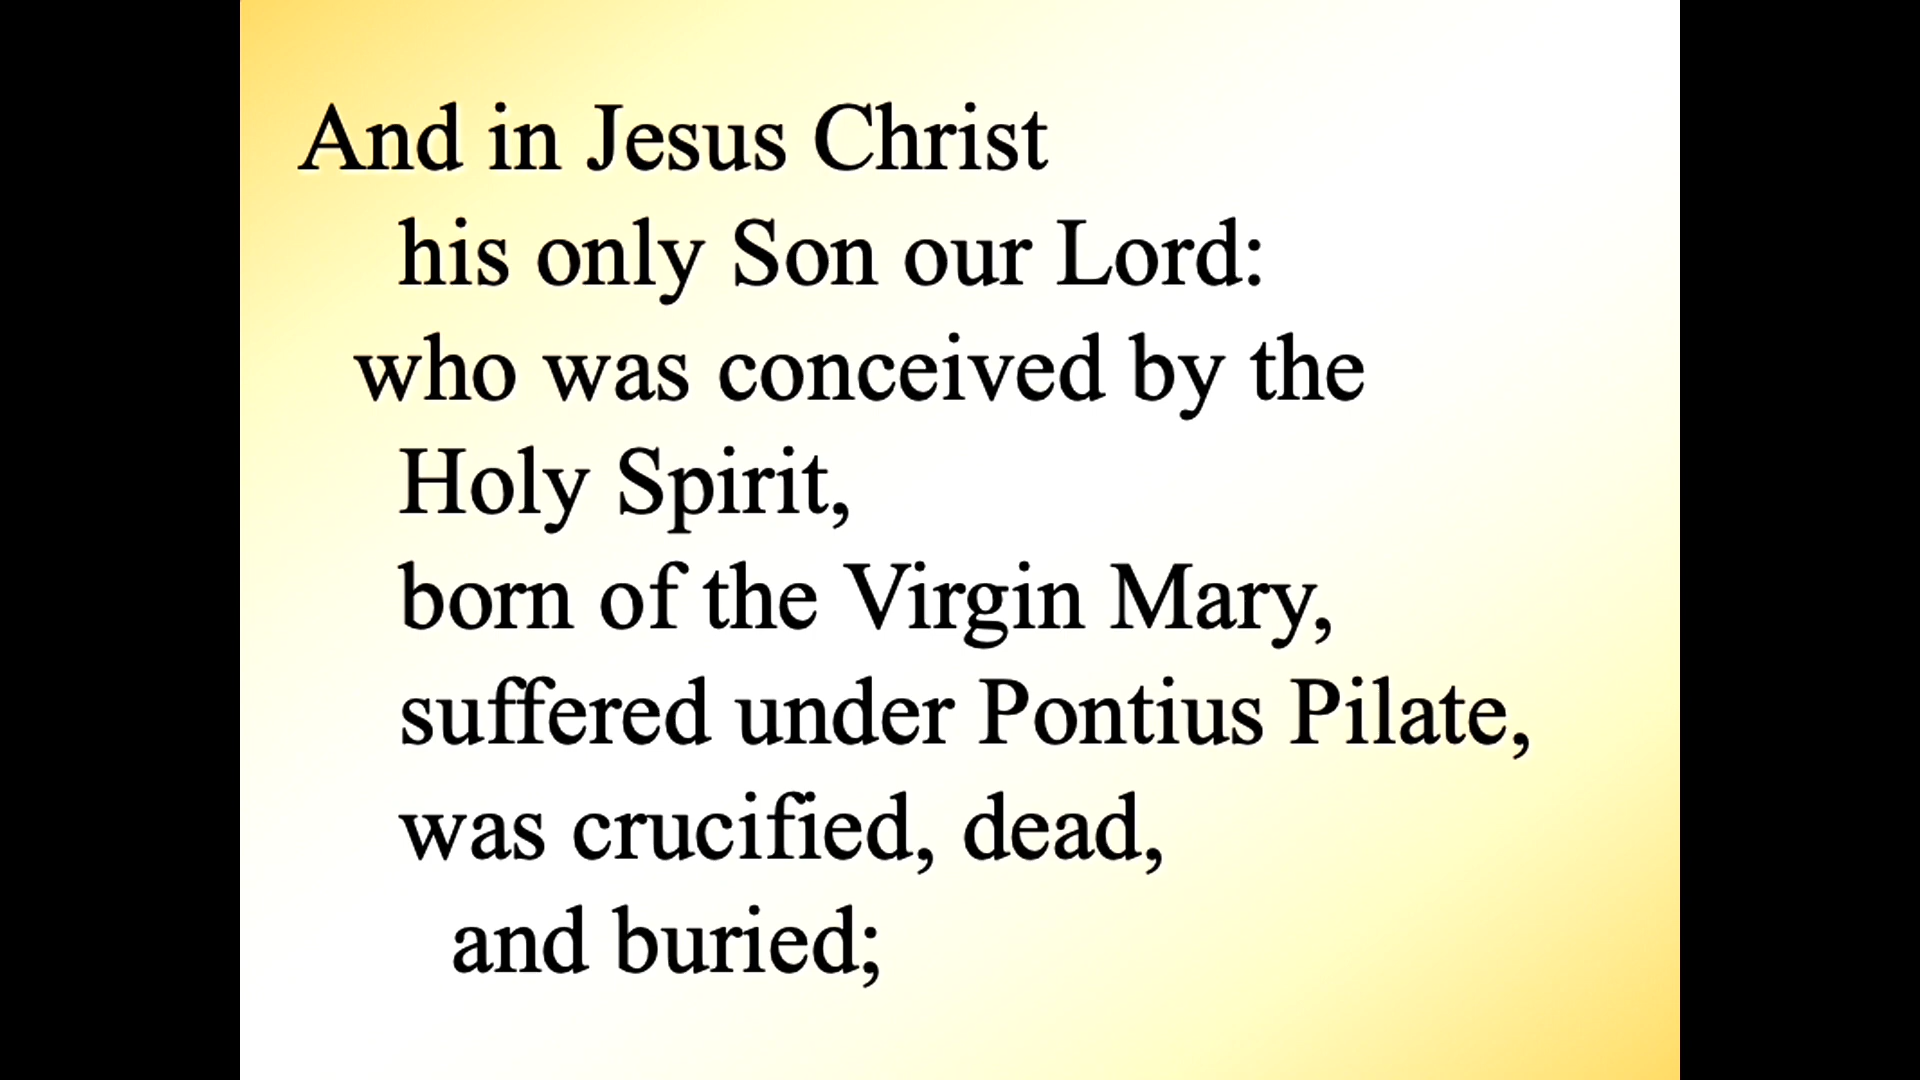 And in Jesus Christ
his only Son our Lord:
who was conceived by the
Holy Spirit,
born of the Virgin Mary,
suffered under Pontius Pilate,
was crucified, dead,
and buried;